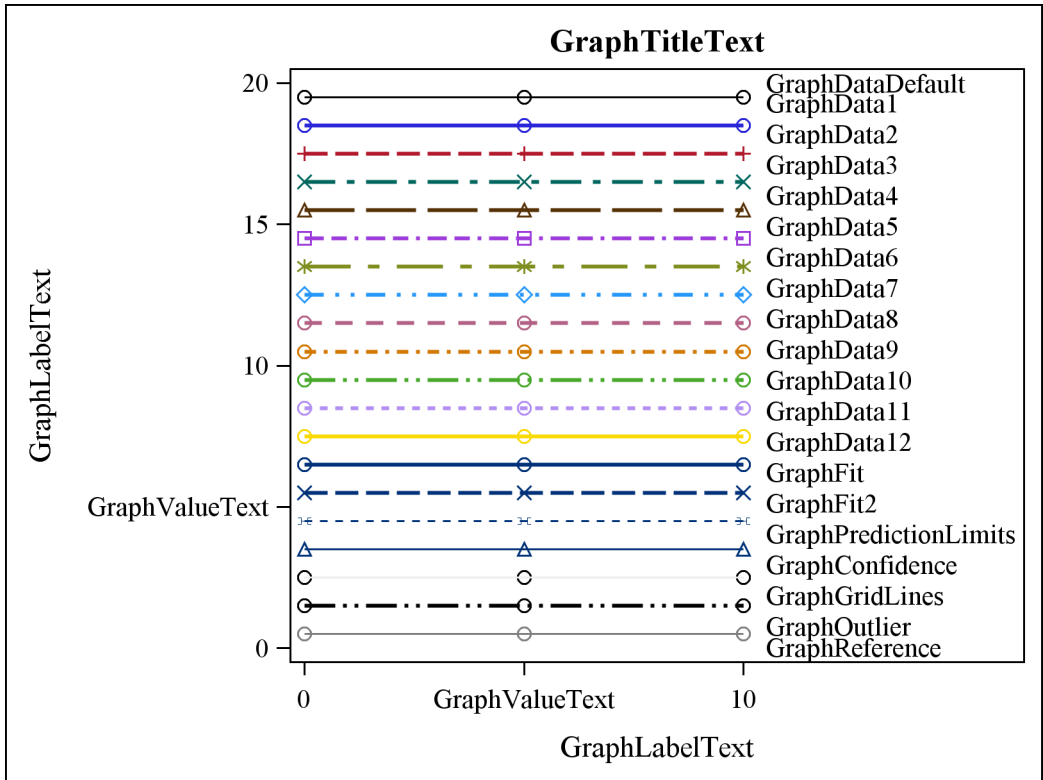 GraphTitleText
20
15
10
GraphValueText
0
GraphLabelText
GraphDataDefault
GraphData1
GraphData2
GraphData3
GraphData4
GraphData5
GraphData6
GraphData7
GraphData8
GraphData9
GraphData10
GraphData11
GraphData12
GraphFit
GraphFit2
GraphPredictionLimits
GraphConfidence
GraphGridLines
GraphOutlier
GraphReference
0 GraphValueText 10
GraphLabelText